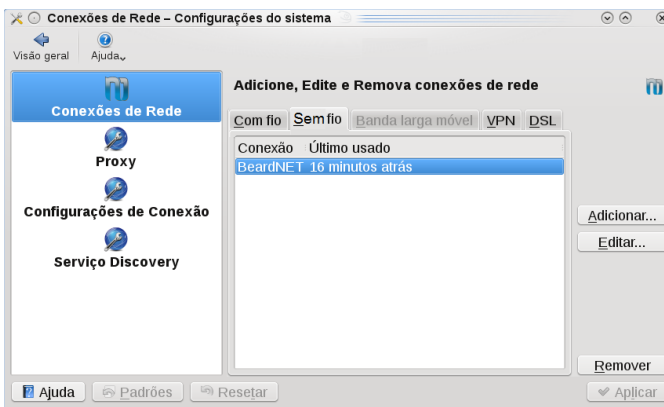 Conexões de Rede – Configurações do sistema
Visão geral
Ajuda
Conexões de Rede
Proxy
Configurações de Conexão
Serviço Discovery
Adicione, Edite e Remova conexões de rede
Com fio Sem fio Banda larga móvel VPN DSL
Conexão Último usado
BeardNET 16 minutos atrás
Adicionar...
Editar...
Remover
Ajuda Padrões Resetar Aplicar